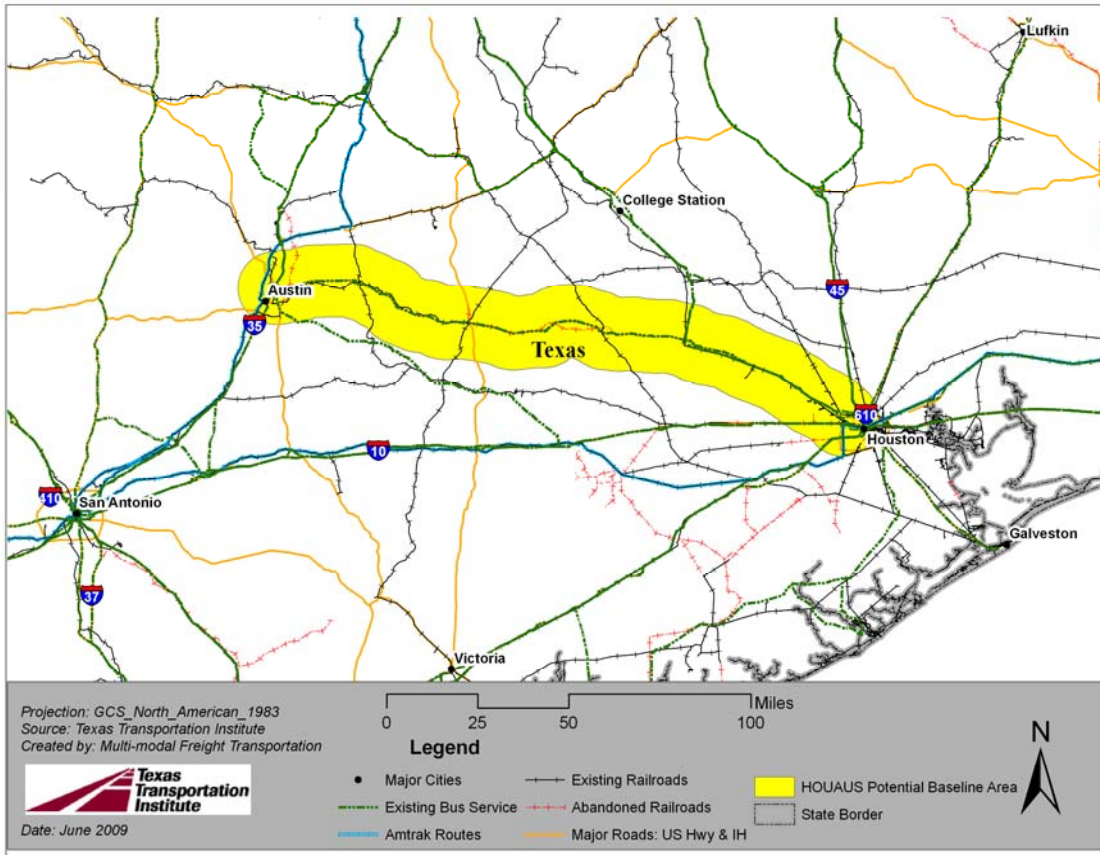 Lufkin
College Station
Austin
45
35
Texas
610
Houston
10
410
San Antonio
Galveston
37
Victoria
Projection: GCS_North_American_1983
Source: Texas Transportation Institute
Created by: Multi-modal Freight Transportation
Texas
Transportation
Institute
Date: June 2009
Miles
0 25 50 100
Legend
Major Cities
Existing Bus Service
Amtrak Routes
Existing Railroads
Abandoned Railroads
Major Roads: US Hwy & IH
HOUAUS Potential Baseline Area
State Border
N